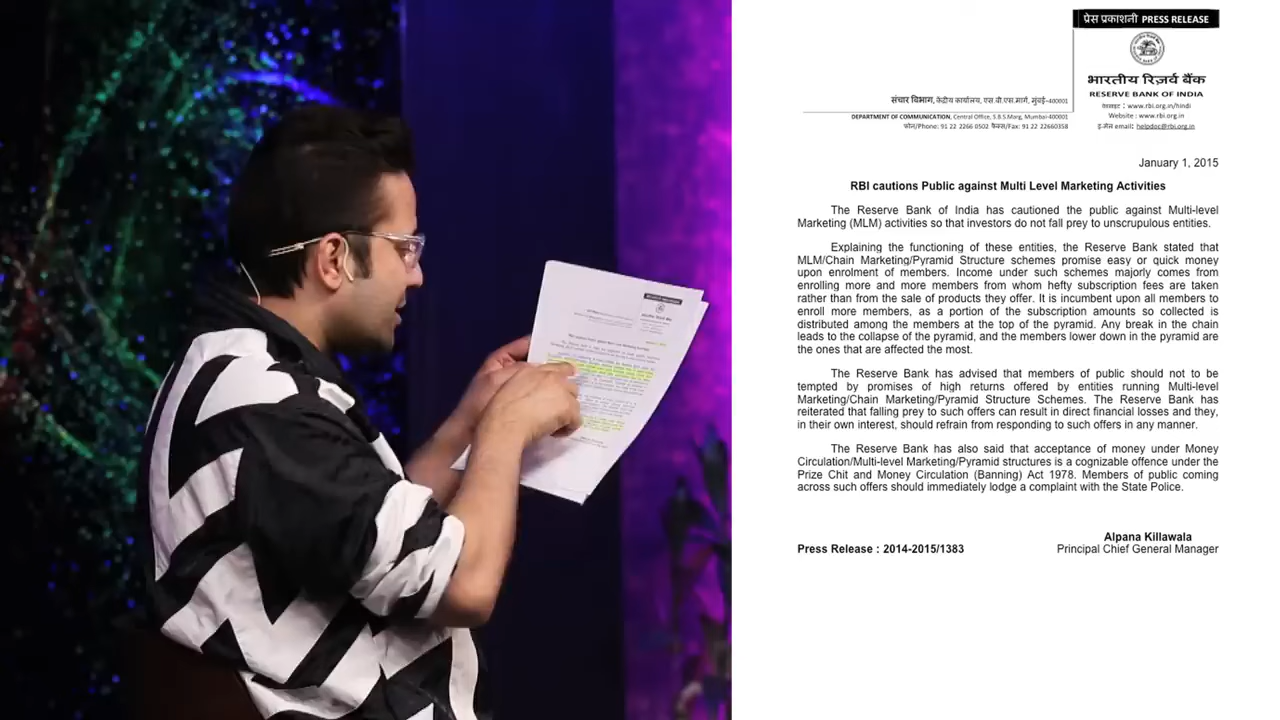 प्रेस प्रकाशनी PRESS RELEASE
भारतीय रिज़र्व बैंक
RESERVE BANK OF INDIA
वेबसाइट : www.rbi.org.in/hindi
Website : www.rbi.org.in
इ-मेल email: helpdoc@rbi.org.in
संचार विभाग, केंद्रीय कार्यालय, एस.बी.एस.मार्ग, मुंबई-400001
DEPARTMENT OF COMMUNICATION, Central Office, S.B.S.Marg, Mumbai-400001
फोन/Phone: 91 22 2266 0502 फैक्स/Fax: 91 22 22660358
January 1, 2015
RBI cautions Public against Multi Level Marketing Activities
The Reserve Bank of India has cautioned the public against Multi-level
Marketing (MLM) activities so that investors do not fall prey to unscrupulous entities.
Explaining the functioning of these entities, the Reserve Bank stated that
MLM/Chain Marketing/Pyramid Structure schemes promise easy or quick money
upon enrolment of members. Income under such schemes majorly comes from
enrolling more and more members from whom hefty subscription fees are taken
rather than from the sale of products they offer. It is incumbent upon all members to
enroll more members, as a portion of the subscription amounts so collected is
distributed among the members at the top of the pyramid. Any break in the chain
leads to the collapse of the pyramid, and the members lower down in the pyramid are
the ones that are affected the most.
The Reserve Bank has advised that members of public should not to be
tempted by promises of high returns offered by entities running Multi-level
Marketing/Chain Marketing/Pyramid Structure Schemes. The Reserve Bank has
reiterated that falling prey to such offers can result in direct financial losses and they,
in their own interest, should refrain from responding to such offers in any manner.
The Reserve Bank has also said that acceptance of money under Money
Circulation/Multi-level Marketing/Pyramid structures is a cognizable offence under the
Prize Chit and Money Circulation (Banning) Act 1978. Members of public coming
across such offers should immediately lodge a complaint with the State Police.
Alpana Killawala
Press Release : 2014-2015/1383 Principal Chief General Manager